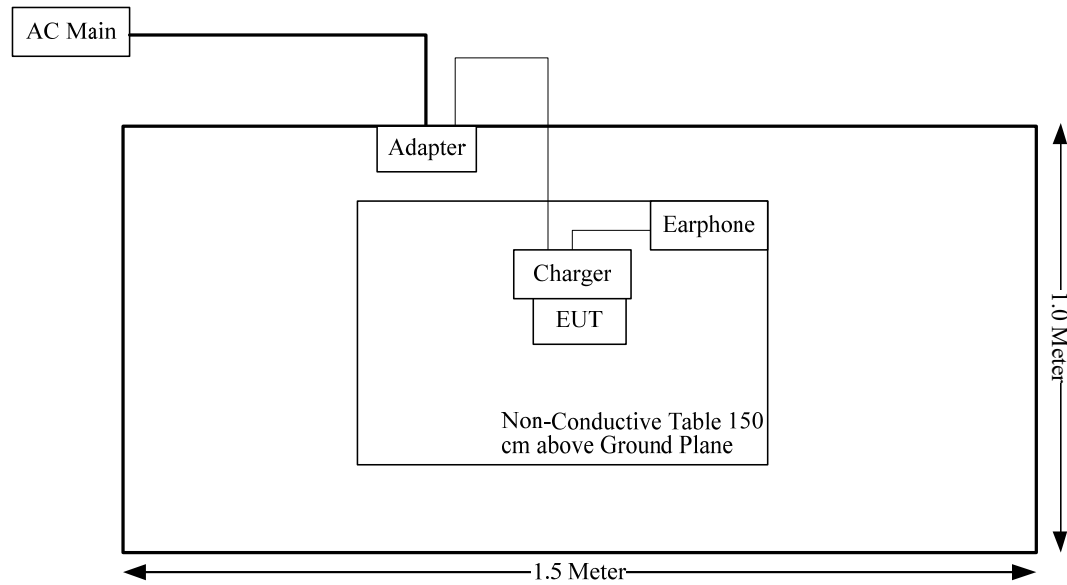 AC Main
Adapter
Earphone
Charger
EUT
Non-Conductive Table 150
cm above Ground Plane
1.0 Meter
1.5 Meter